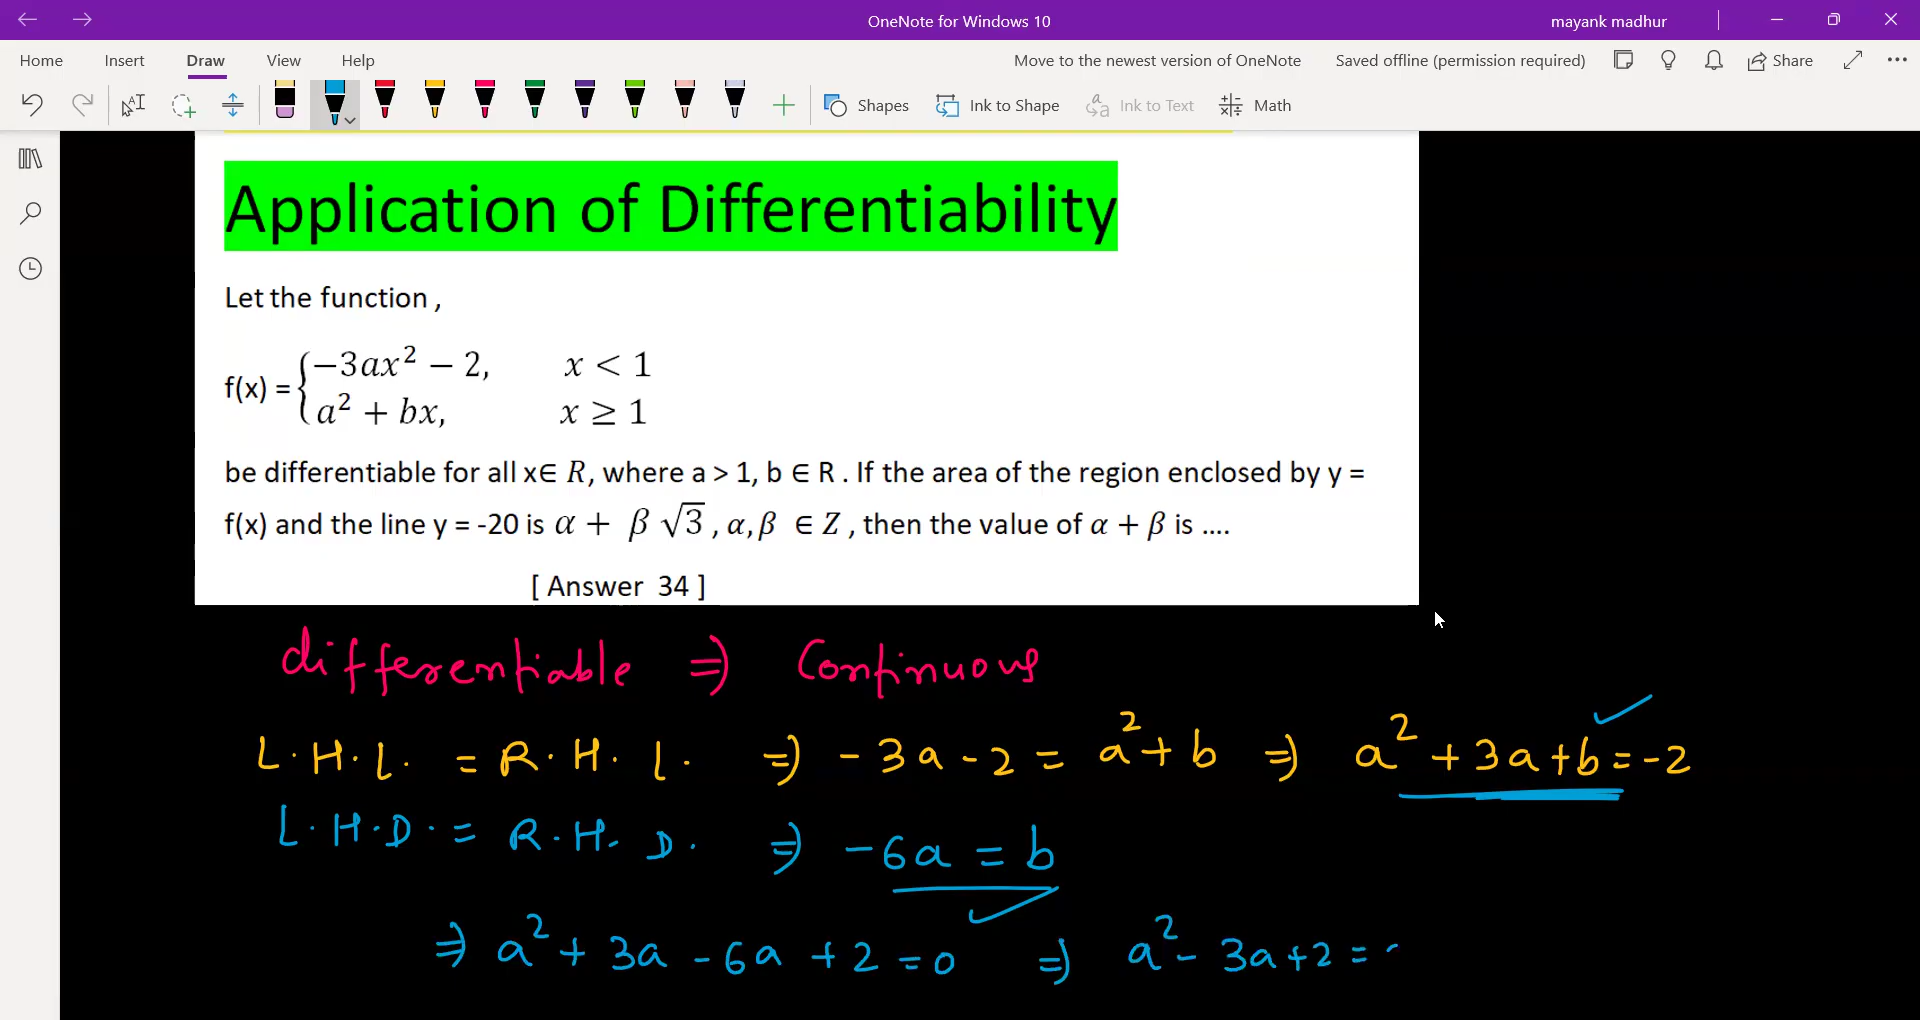 OneNote for Windows 10
mayank madhur
Home Insert Draw View Help
Move to the newest version of OneNote Saved offline (permission required) Share
Shapes Ink to Shape Ink to Text Math
Application of Differentiability
Let the function ,
f(x) = { −3ax² − 2, x < 1
a² + bx, x ≥ 1
be differentiable for all x∈ R, where a > 1, b ∈ R . If the area of the region enclosed by y =
f(x) and the line y = -20 is α + β √3 , α, β ∈ Z , then the value of α + β is ....
[ Answer 34 ]
differentiable ⇒ Continuous
L.H.L. = R.H.L. ⇒ -3a-2 = a²+b ⇒ a²+3a+b=-2
L.H.D. = R.H.D. ⇒ -6a = b
⇒ a²+3a-6a+2=0 ⇒ a²-3a+2=